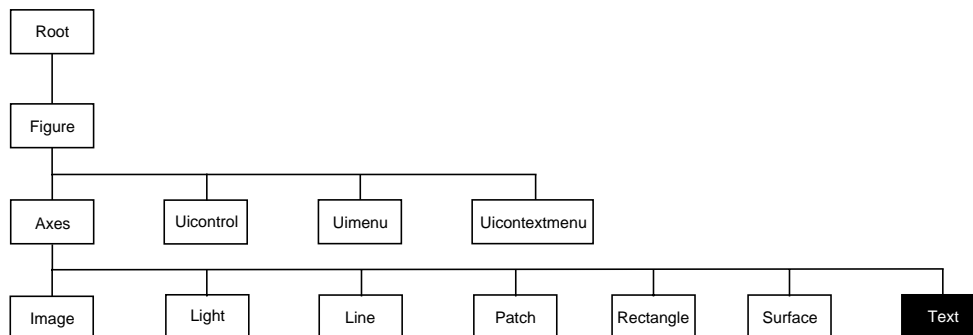 Root
Figure
Axes
Uicontrol
Uimenu
Uicontextmenu
Image
Light
Line
Patch
Rectangle
Surface
Text